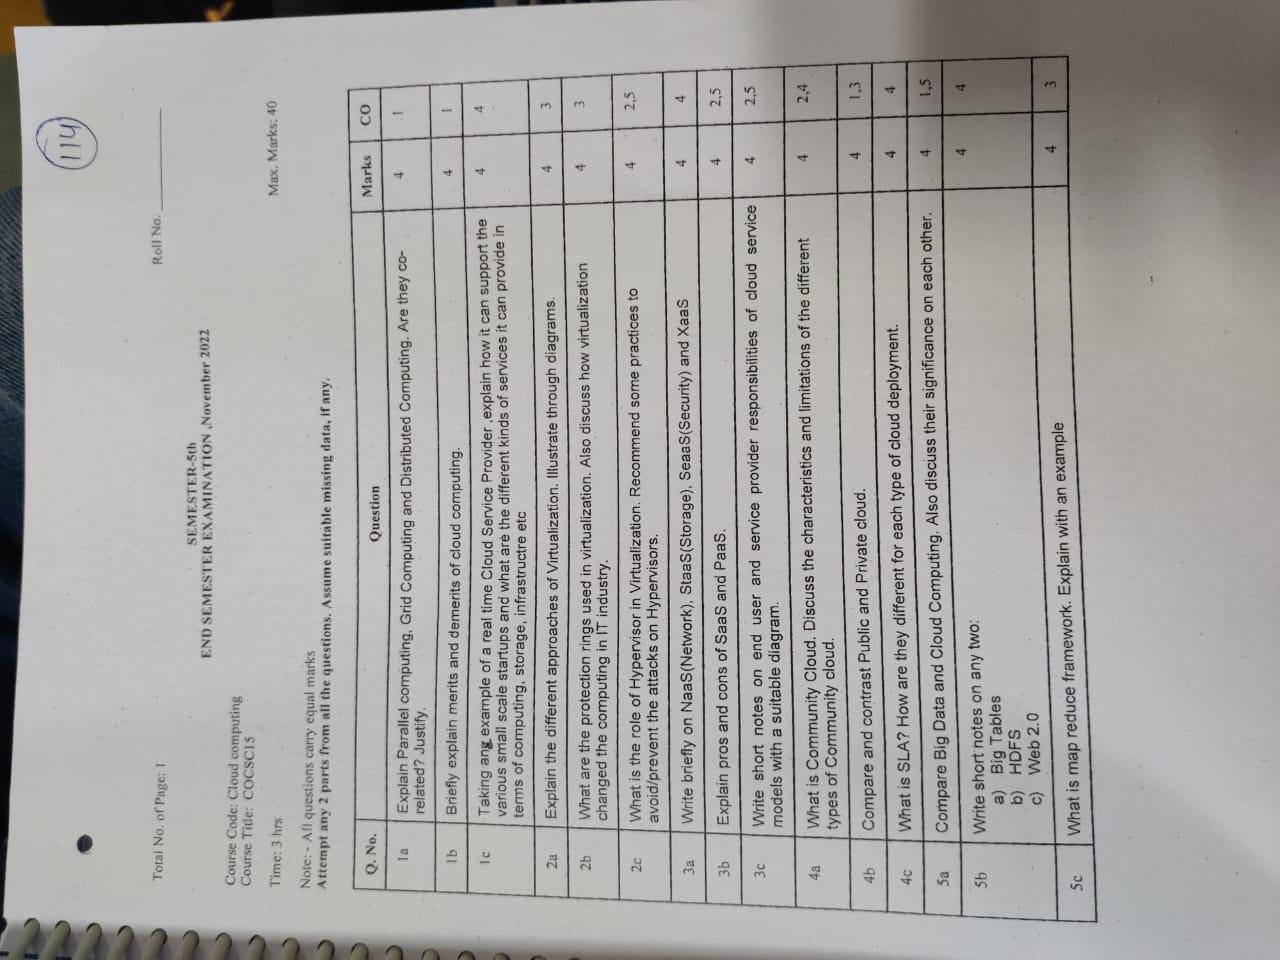 114
Total No. of Page: 1 Roll No.
SEMESTER-5th
END SEMESTER EXAMINATION ,November 2022
Course Code: Cloud computing
Course Title: COCSC15
Time: 3 hrs Max. Marks: 40
Note: - All questions carry equal marks
Attempt any 2 parts from all the questions. Assume suitable missing data, if any.
Q. No. Question Marks CO
1a Explain Parallel computing, Grid Computing and Distributed Computing. Are they co- 4 1
related? Justify.
1b Briefly explain merits and demerits of cloud computing. 4 1
1c Taking any example of a real time Cloud Service Provider ,explain how it can support the 4 4
various small scale startups and what are the different kinds of services it can provide in
terms of computing, storage, infrastructre etc
2a Explain the different approaches of Virtualization. Illustrate through diagrams. 4 3
2b What are the protection rings used in virtualization. Also discuss how virtualization 4 3
changed the computing in IT industry.
2c What is the role of Hypervisor in Virtualization. Recommend some practices to 4 2,5
avoid/prevent the attacks on Hypervisors.
3a Write briefly on NaaS(Network), StaaS(Storage), SeaaS(Security) and XaaS 4 4
3b Explain pros and cons of SaaS and PaaS. 4 2,5
3c Write short notes on end user and service provider responsibilities of cloud service 4 2,5
models with a suitable diagram.
4a What is Community Cloud. Discuss the characteristics and limitations of the different 4 2,4
types of Community cloud.
4b Compare and contrast Public and Private cloud. 4 1,3
4c What is SLA? How are they different for each type of cloud deployment. 4 4
5a Compare Big Data and Cloud Computing. Also discuss their significance on each other. 4 1,5
5b Write short notes on any two: 4 4
a) Big Tables
b) HDFS
c) Web 2.0
5c What is map reduce framework. Explain with an example 4 3